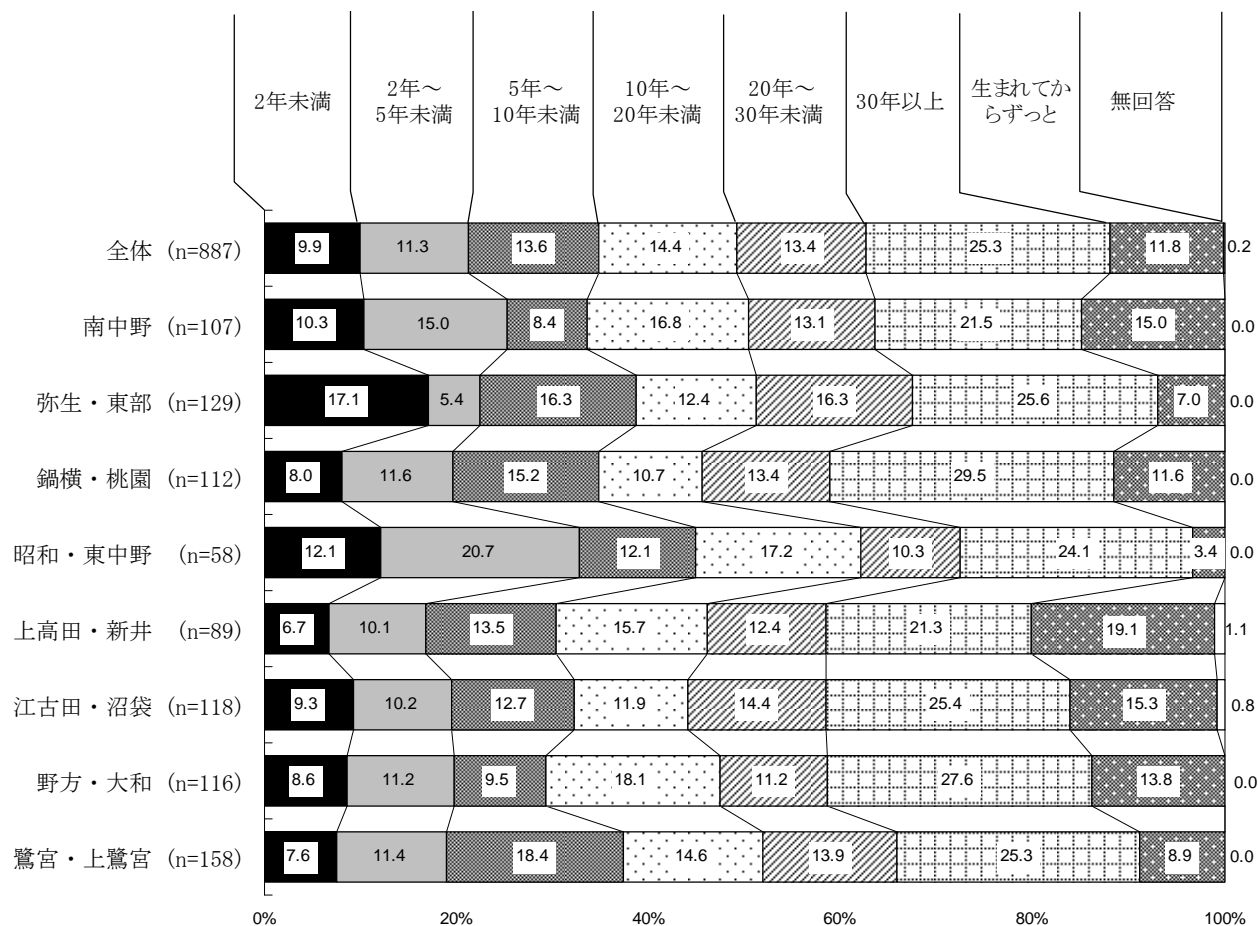 2年未満
2年～
5年未満
5年～
10年未満
10年～
20年未満
20年～
30年未満
30年以上
生まれてか
らずっと
無回答
全体 (n=887) 9.9 11.3 13.6 14.4 13.4 25.3 11.8 0.2
南中野 (n=107) 10.3 15.0 8.4 16.8 13.1 21.5 15.0 0.0
弥生・東部 (n=129) 17.1 5.4 16.3 12.4 16.3 25.6 7.0 0.0
鍋横・桃園 (n=112) 8.0 11.6 15.2 10.7 13.4 29.5 11.6 0.0
昭和・東中野 (n=58) 12.1 20.7 12.1 17.2 10.3 24.1 3.4 0.0
上高田・新井 (n=89) 6.7 10.1 13.5 15.7 12.4 21.3 19.1 1.1
江古田・沼袋 (n=118) 9.3 10.2 12.7 11.9 14.4 25.4 15.3 0.8
野方・大和 (n=116) 8.6 11.2 9.5 18.1 11.2 27.6 13.8 0.0
鷺宮・上鷺宮 (n=158) 7.6 11.4 18.4 14.6 13.9 25.3 8.9 0.0
0% 20% 40% 60% 80% 100%